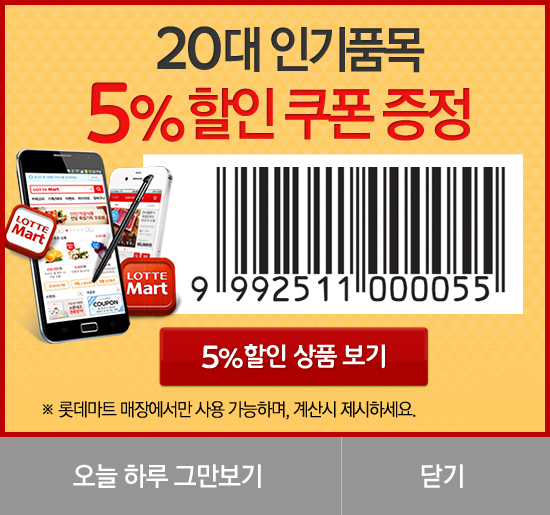 20대 인기품목
5% 할인 쿠폰 증정
LOTTE Mart
LOTTE
Mart
LOTTE
Mart
COUPON
9 992511 000055
5% 할인 상품 보기
※ 롯데마트 매장에서만 사용 가능하며, 계산시 제시하세요.
오늘 하루 그만보기
닫기